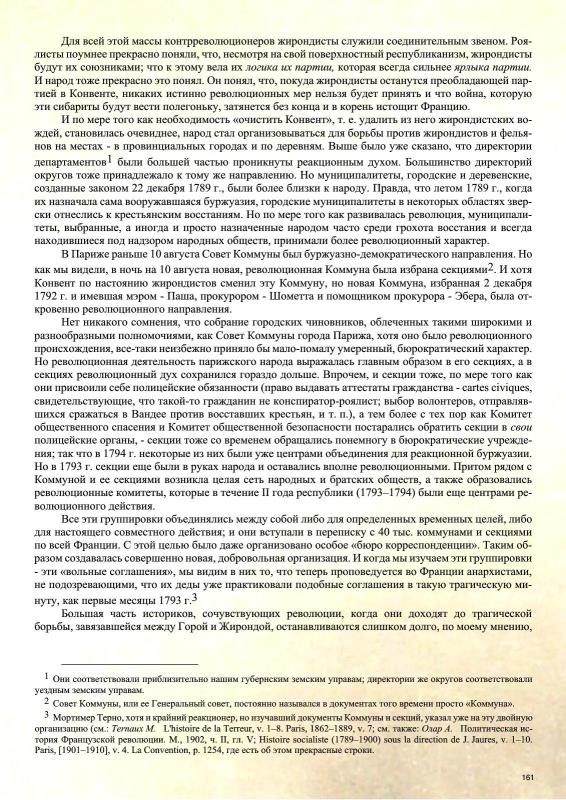 Для всей этой массы контрреволюционеров жирондисты служили соединительным звеном. Роя-
листы поумнее прекрасно поняли, что, несмотря на свой поверхностный республиканизм, жирондисты
будут их союзниками; что к этому вела их логика их партии, которая всегда сильнее ярлыка партии.
И народ тоже прекрасно это понял. Он понял, что, покуда жирондисты останутся преобладающей пар-
тией в Конвенте, никаких истинно революционных мер нельзя будет принять и что война, которую
эти сибариты будут вести полегоньку, затянется без конца и в корень истощит Францию.
И по мере того как необходимость «очистить Конвент», т. е. удалить из него жирондистских во-
ждей, становилась очевиднее, народ стал организовываться для борьбы против жирондистов и фелья-
нов на местах - в провинциальных городах и по деревням. Выше было уже сказано, что директории
департаментов1 были большей частью проникнуты реакционным духом. Большинство директорий
округов тоже принадлежало к тому же направлению. Но муниципалитеты, городские и деревенские,
созданные законом 22 декабря 1789 г., были более близки к народу. Правда, что летом 1789 г., когда
их назначала сама вооружавшаяся буржуазия, городские муниципалитеты в некоторых областях звер-
ски отнеслись к крестьянским восстаниям. Но по мере того как развивалась революция, муниципали-
теты, выбранные, а иногда и просто назначенные народом часто среди грохота восстания и всегда
находившиеся под надзором народных обществ, принимали более революционный характер.
В Париже раньше 10 августа Совет Коммуны был буржуазно-демократического направления. Но
как мы видели, в ночь на 10 августа новая, революционная Коммуна была избрана секциями2. И хотя
Конвент по настоянию жирондистов сменил эту Коммуну, но новая Коммуна, избранная 2 декабря
1792 г. и имевшая мэром - Паша, прокурором - Шометта и помощником прокурора - Эбера, была от-
кровенно революционного направления.
Нет никакого сомнения, что собрание городских чиновников, облеченных такими широкими и
разнообразными полномочиями, как Совет Коммуны города Парижа, хотя оно было революционного
происхождения, все-таки неизбежно приняло бы мало-помалу умеренный, бюрократический характер.
Но революционная деятельность парижского народа выражалась главным образом в его секциях, а в
секциях революционный дух сохранился гораздо дольше. Впрочем, и секции тоже, по мере того как
они присвоили себе полицейские обязанности (право выдавать аттестаты гражданства - cartes civiques,
свидетельствующие, что такой-то гражданин не конспиратор-роялист; выбор волонтеров, отправляв-
шихся сражаться в Вандее против восставших крестьян, и т. п.), а тем более с тех пор как Комитет
общественного спасения и Комитет общественной безопасности постарались обратить секции в свои
полицейские органы, - секции тоже со временем обращались понемногу в бюрократические учрежде-
ния; так что в 1794 г. некоторые из них были уже центрами объединения для реакционной буржуазии.
Но в 1793 г. секции еще были в руках народа и оставались вполне революционными. Притом рядом с
Коммуной и ее секциями возникла целая сеть народных и братских обществ, а также образовались
революционные комитеты, которые в течение II года республики (1793–1794) были еще центрами ре-
волюционного действия.
Все эти группировки объединялись между собой либо для определенных временных целей, либо
для настоящего совместного действия; и они вступали в переписку с 40 тыс. коммунами и секциями
по всей Франции. С этой целью было даже организовано особое «бюро корреспонденции». Таким об-
разом создавалась совершенно новая, добровольная организация. И когда мы изучаем эти группировки
- эти «вольные соглашения», мы видим в них то, что теперь проповедуется во Франции анархистами,
не подозревающими, что их деды уже практиковали подобные соглашения в такую трагическую ми-
нуту, как первые месяцы 1793 г.3
Большая часть историков, сочувствующих революции, когда они доходят до трагической
борьбы, завязавшейся между Горой и Жирондой, останавливаются слишком долго, по моему мнению,
1 Они соответствовали приблизительно нашим губернским земским управам; директории же округов соответствовали
уездным земским управам.
2 Совет Коммуны, или ее Генеральный совет, постоянно назывался в документах того времени просто «Коммуна».
3 Мортимер Терно, хотя и крайний реакционер, но изучавший документы Коммуны и секций, указал уже на эту двойную
организацию (см.: Ternaux M. L'histoire de la Terreur, v. 1–8. Paris, 1862–1889, v. 7; см. также: Олар А. Политическая ис-
тория Французской революции. М., 1902, ч. II, гл. V; Histoire socialiste (1789–1900) sous la direction de J. Jaures, v. 1–10.
Paris, [1901–1910], v. 4. La Convention, p. 1254, где есть об этом прекрасные строки.
161